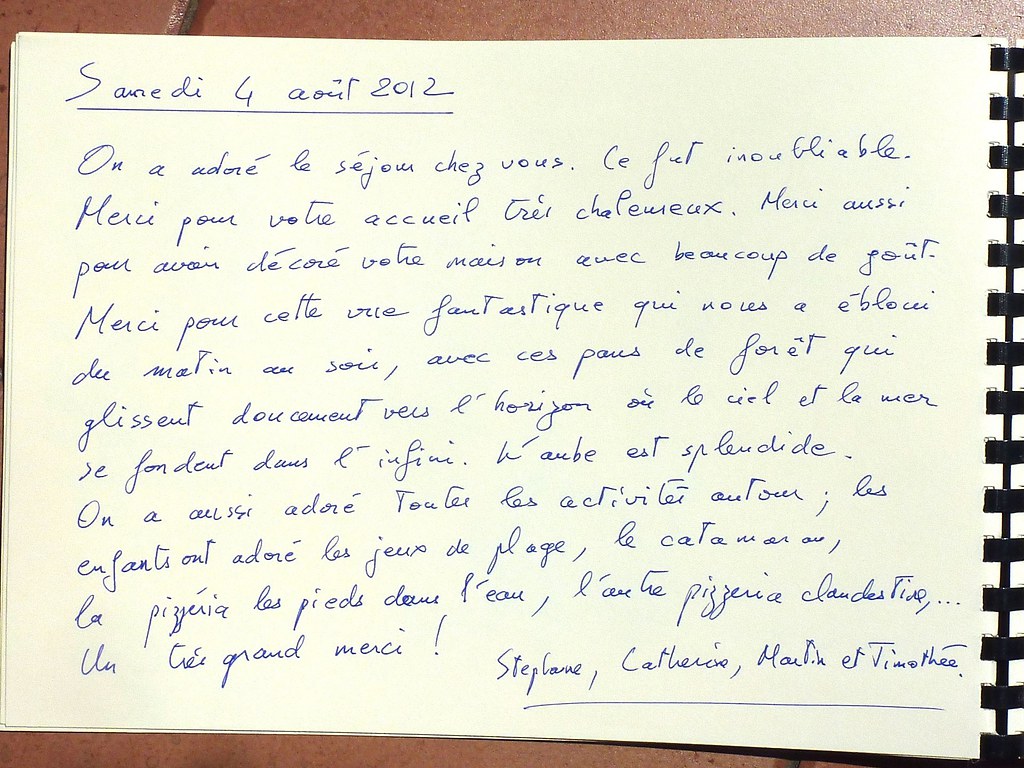 Samedi 4 août 2012
On a adoré le séjour chez vous. Ce fut inoubliable.
Merci pour votre accueil très chaleureux. Merci aussi
pour avoir décoré votre maison avec beaucoup de goût.
Merci pour cette vue fantastique qui nous a ébloui
du matin au soir, avec ces pans de forêt qui
glissent doucement vers l'horizon où le ciel et la mer
se fondent dans l'infini. L'aube est splendide.
On a aussi adoré toutes les activités autour ; les
enfants ont adoré les jeux de plage, le catamaran,
la pizzéria les pieds dans l'eau, l'autre pizzeria clandestine,...
Un très grand merci !
Stephane, Catherine, Martin et Timothée.